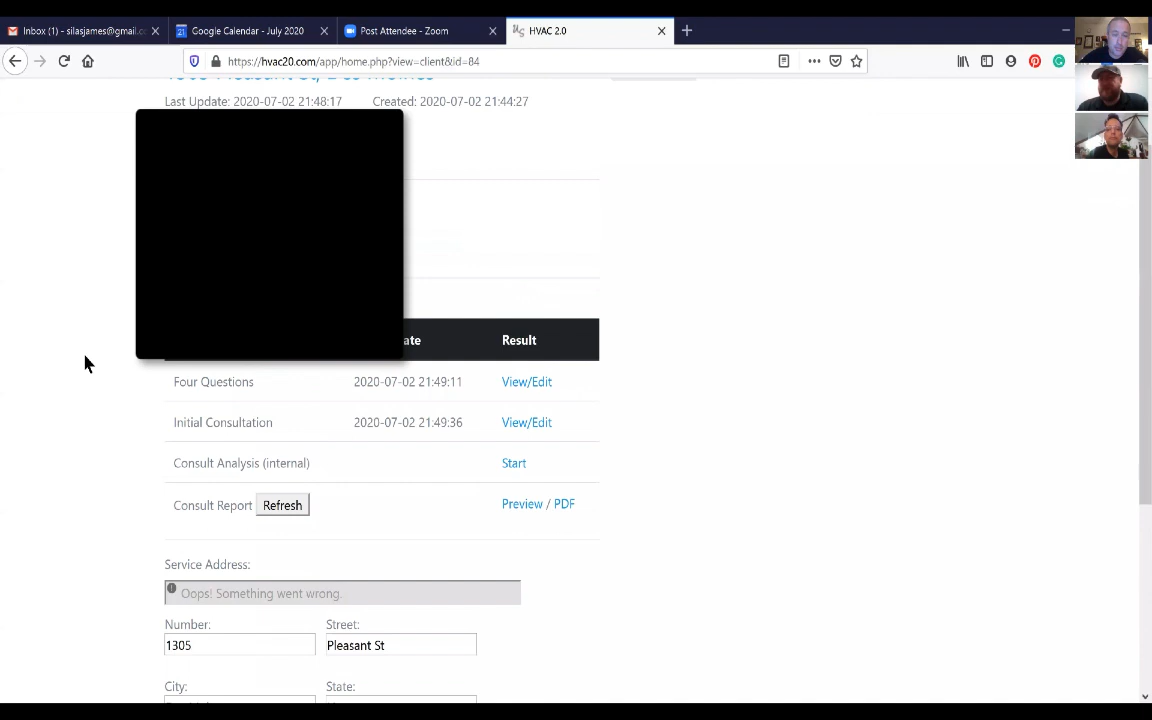 Inbox (1) - silasjames@gmail.c
Google Calendar - July 2020
Post Attendee - Zoom
HVAC 2.0
https://hvac20.com/app/home.php?view=client&id=84
Last Update: 2020-07-02 21:48:17 Created: 2020-07-02 21:44:27
ate Result
Four Questions 2020-07-02 21:49:11 View/Edit
Initial Consultation 2020-07-02 21:49:36 View/Edit
Consult Analysis (internal) Start
Consult Report Refresh Preview / PDF
Service Address:
Oops! Something went wrong.
Number: Street:
1305 Pleasant St
City: State: